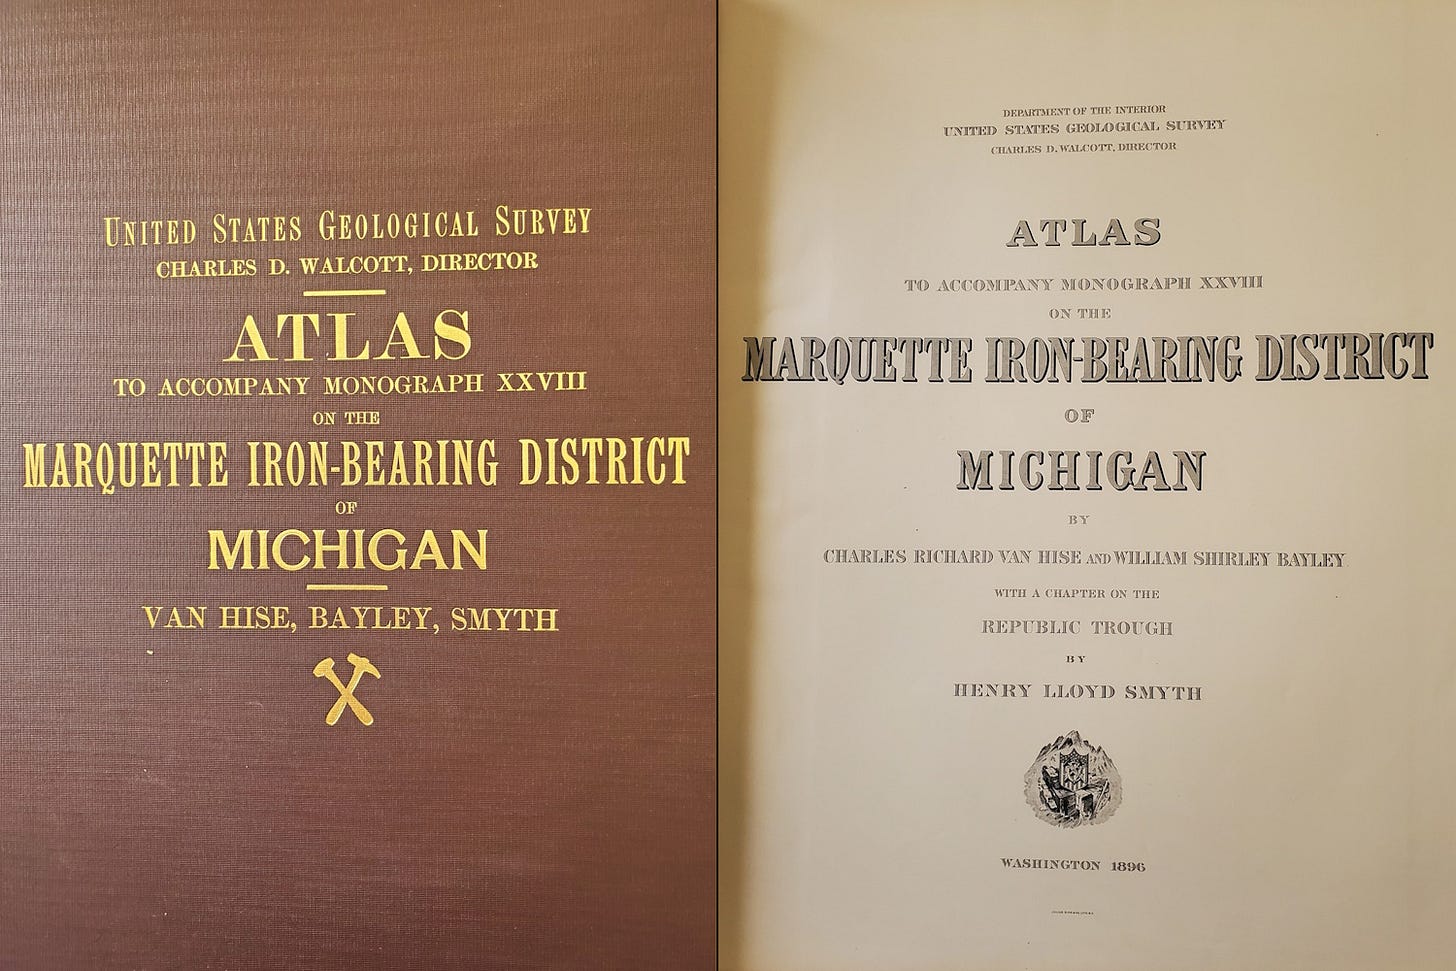 UNITED STATES GEOLOGICAL SURVEY
CHARLES D. WALCOTT, DIRECTOR
ATLAS
TO ACCOMPANY MONOGRAPH XXVIII
ON THE
MARQUETTE IRON-BEARING DISTRICT
OF
MICHIGAN
VAN HISE, BAYLEY, SMYTH
DEPARTMENT OF THE INTERIOR
UNITED STATES GEOLOGICAL SURVEY
CHARLES D. WALCOTT, DIRECTOR
ATLAS
TO ACCOMPANY MONOGRAPH XXVIII
ON THE
MARQUETTE IRON-BEARING DISTRICT
OF
MICHIGAN
BY
CHARLES RICHARD VAN HISE AND WILLIAM SHIRLEY BAYLEY
WITH A CHAPTER ON THE
REPUBLIC TROUGH
BY
HENRY LLOYD SMYTH
WASHINGTON 1896